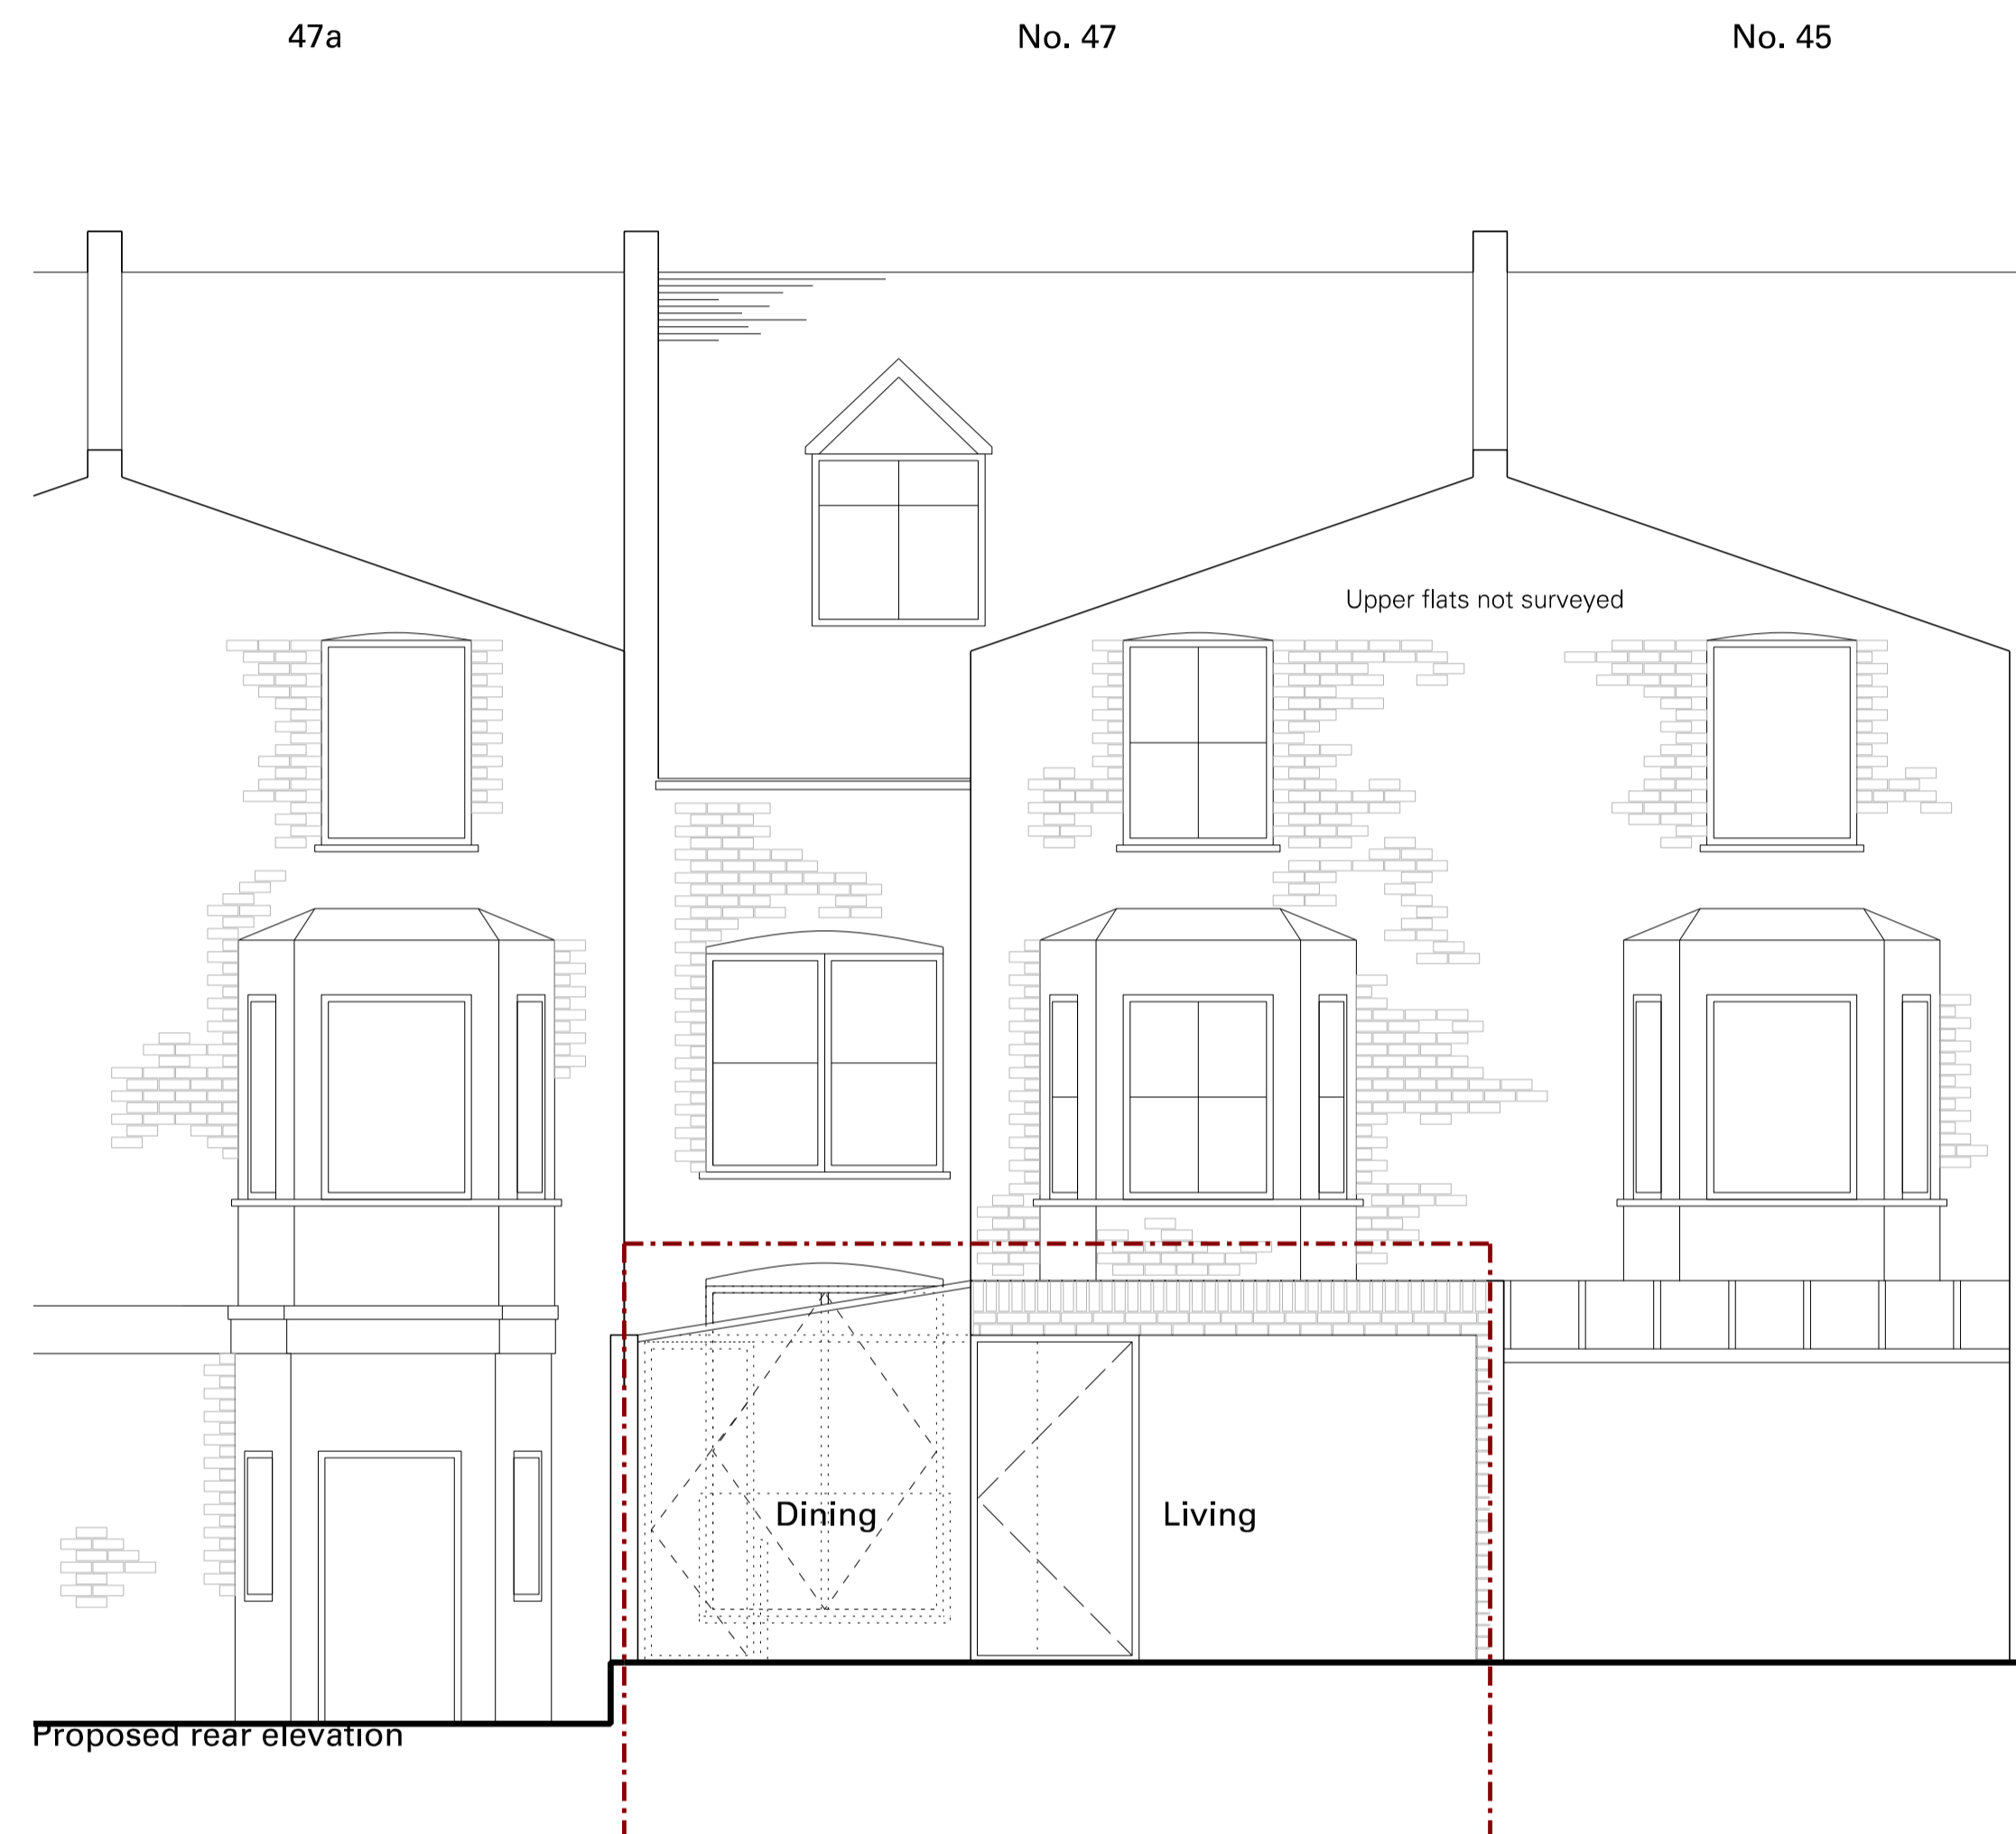 47a
No. 47
No. 45
Upper flats not surveyed
Dining
Living
Proposed rear elevation